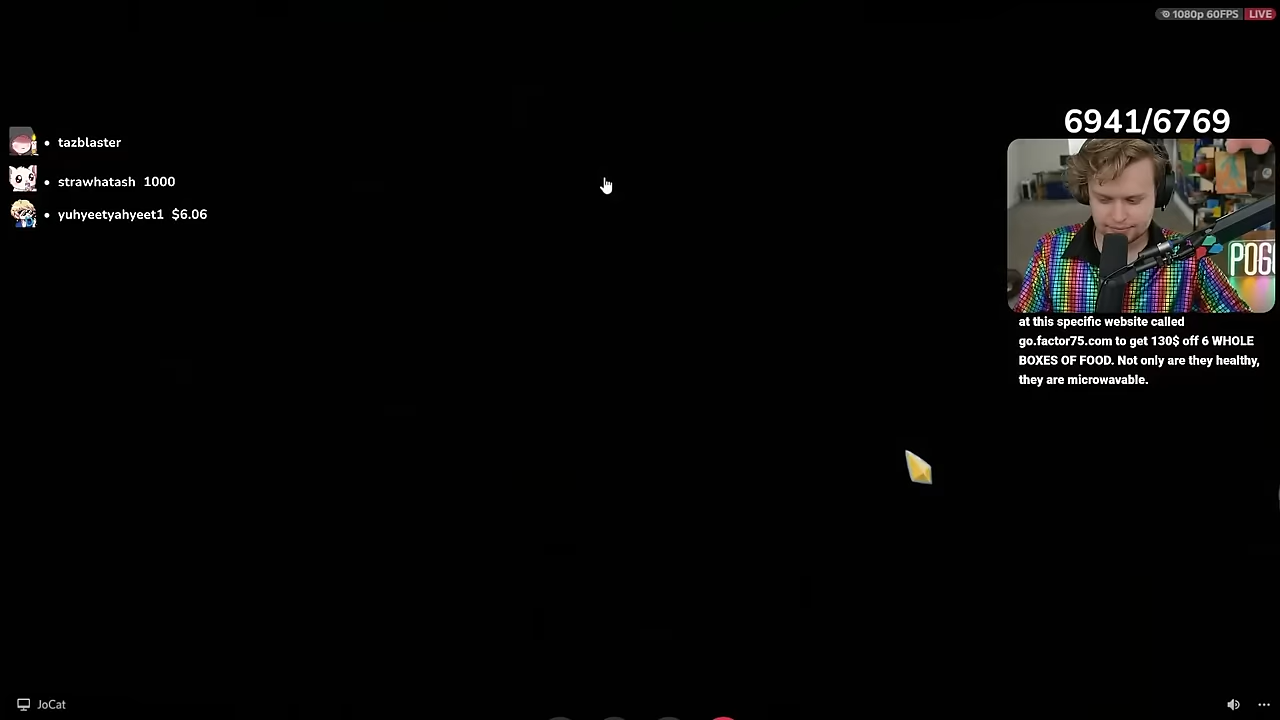 1080p 60FPS LIVE
6941/6769
tazblaster
strawhatash 1000
yuhyeetyahyeet1 $6.06
at this specific website called
go.factor75.com to get 130$ off 6 WHOLE
BOXES OF FOOD. Not only are they healthy,
they are microwavable.
JoCat